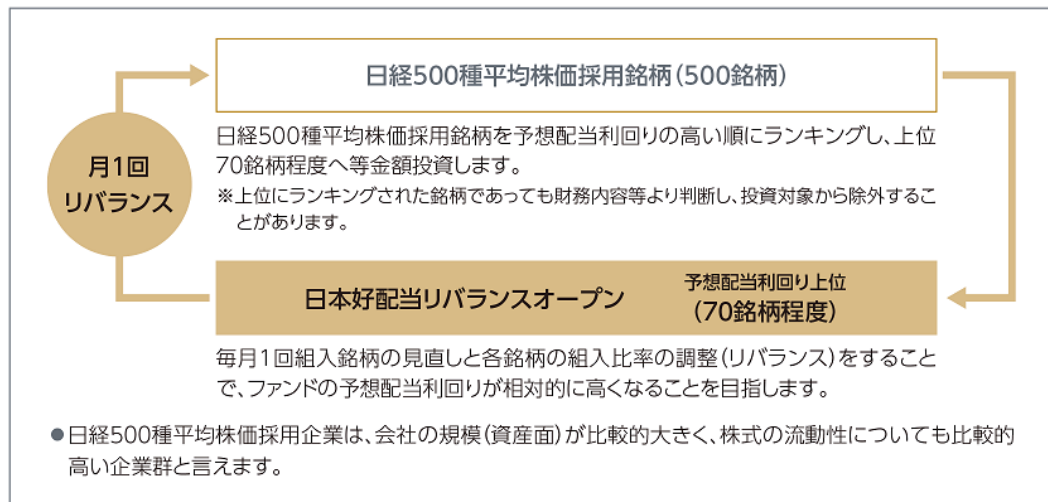 日経500種平均株価採用銘柄(500銘柄)
日経500種平均株価採用銘柄を予想配当利回りの高い順にランキングし、上位
70銘柄程度へ等金額投資します。
※上位にランキングされた銘柄であっても財務内容等より判断し、投資対象から除外するこ
とがあります。
月1回
リバランス
日本好配当リバランスオープン
予想配当利回り上位
(70銘柄程度)
毎月1回組入銘柄の見直しと各銘柄の組入比率の調整(リバランス)をすること
で、ファンドの予想配当利回りが相対的に高くなることを目指します。
●日経500種平均株価採用企業は、会社の規模(資産面)が比較的大きく、株式の流動性についても比較的
高い企業群と言えます。